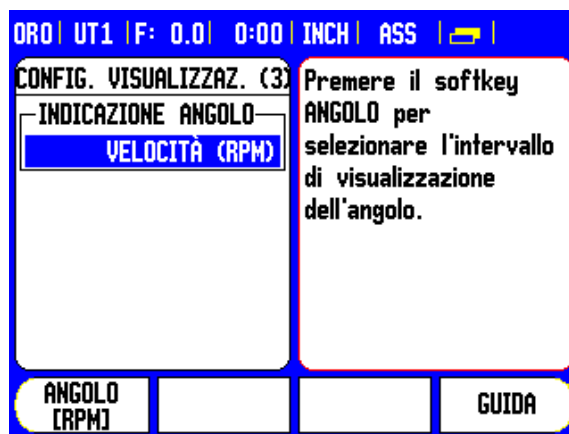 ORO| UT1 |F: 0.0| 0:00| INCH| ASS | |
CONFIG. VISUALIZZAZ. (3)
INDICAZIONE ANGOLO
VELOCITÀ (RPM)
Premere il softkey
ANGOLO per
selezionare l'intervallo
di visualizzazione
dell'angolo.
ANGOLO
[RPM]
GUIDA